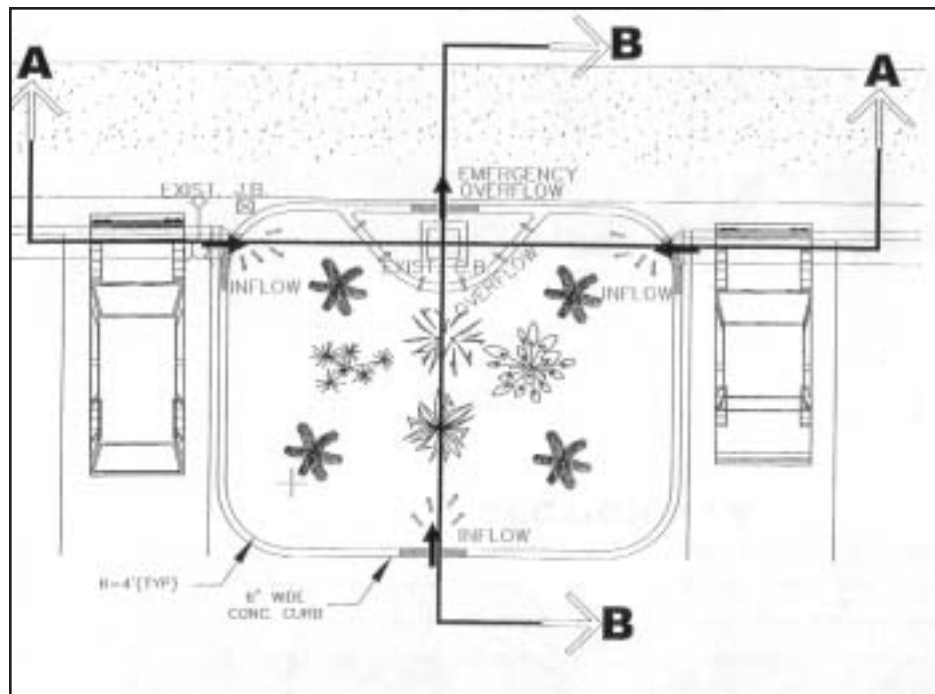 B
A
A
EMERGENCY
OVERFLOW
EXIST. J.B.
EXIST. C.B.
INFLOW
OVERFLOW
INFLOW
INFLOW
R=4'(TYP)
6" WIDE
CONC. CURB
B